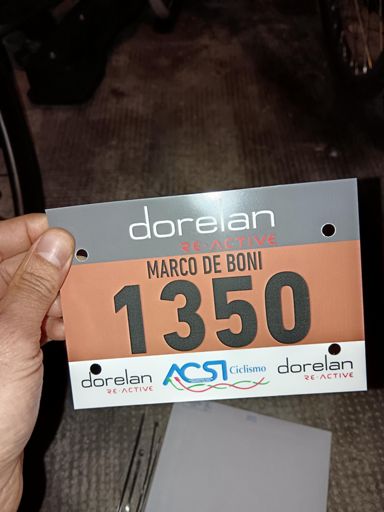 dorelan
RE-ACTIVE
MARCO DE BONI
1350
dorelan
RE-ACTIVE
ACSI Ciclismo
dorelan
RE-ACTIVE